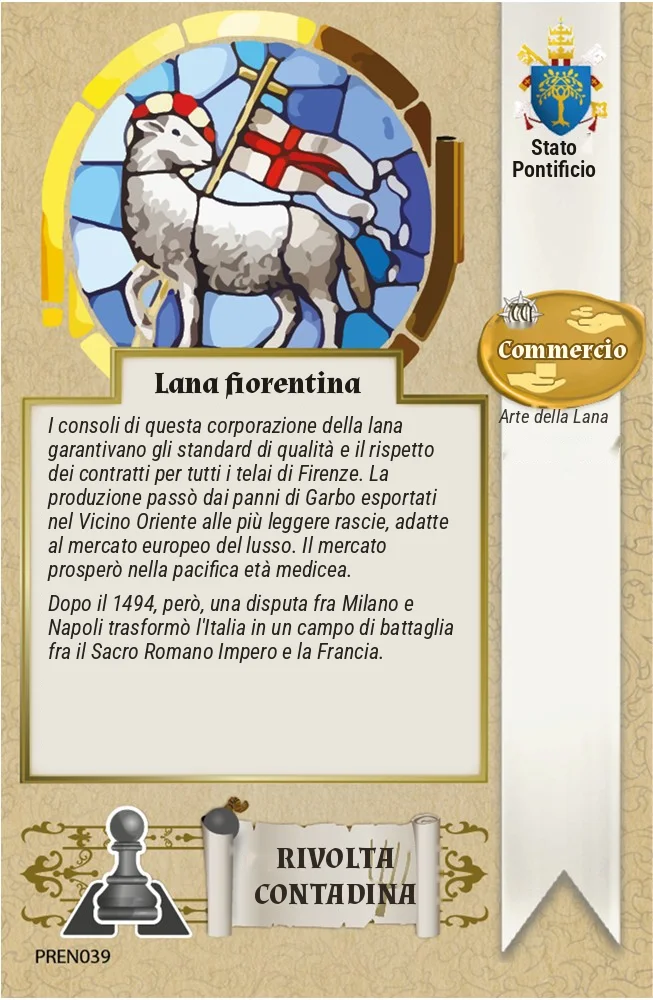 Stato
Pontificio
Commercio
Arte della Lana
Lana fiorentina
I consoli di questa corporazione della lana
garantivano gli standard di qualità e il rispetto
dei contratti per tutti i telai di Firenze. La
produzione passò dai panni di Garbo esportati
nel Vicino Oriente alle più leggere rascie, adatte
al mercato europeo del lusso. Il mercato
prosperò nella pacifica età medicea.
Dopo il 1494, però, una disputa fra Milano e
Napoli trasformò l'Italia in un campo di battaglia
fra il Sacro Romano Impero e la Francia.
RIVOLTA
CONTADINA
PREN039